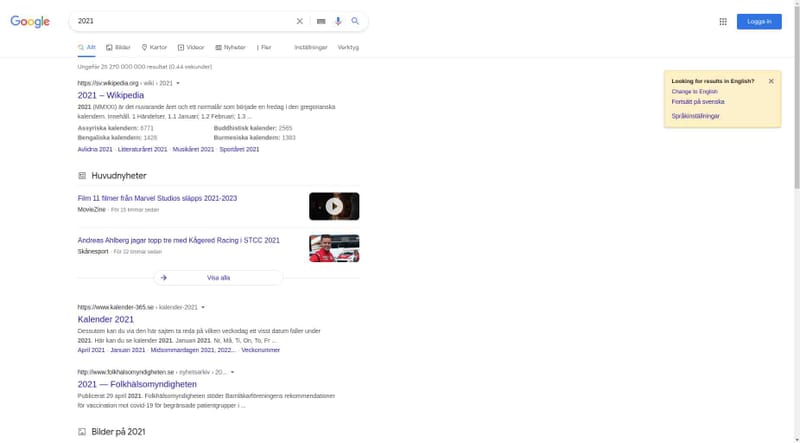 Google
2021
Logga in
Allt
Bilder
Kartor
Videor
Nyheter
Fler
Inställningar
Verktyg
Ungefär 25 270 000 000 resultat (0,44 sekunder)
Looking for results in English?
Change to English
Fortsätt på svenska
Språkinställningar
https://sv.wikipedia.org › wiki › 2021
2021 – Wikipedia
2021 (MMXXI) är det nuvarande året och ett normalår som började en fredag i den gregorianska
kalendern. Innehåll. 1 Händelser. 1.1 Januari; 1.2 Februari; 1.3 ...
Assyriska kalendern: 6771
Buddhistisk kalender: 2565
Bengaliska kalendern: 1428
Burmesiska kalendern: 1383
Avlidna 2021 · Litteraturåret 2021 · Musikåret 2021 · Sportåret 2021
Huvudnyheter
Film 11 filmer från Marvel Studios släpps 2021-2023
MovieZine · För 15 timmar sedan
Andreas Ahlberg jagar topp tre med Kågered Racing i STCC 2021
Skånesport · För 22 timmar sedan
Visa alla
https://www.kalender-365.se › kalender-2021
Kalender 2021
Dessutom kan du via den här sajten ta reda på vilken veckodag ett visst datum faller under
2021. Här kan du se kalender 2021. Januari 2021. Nr, Må, Ti, On, To, Fr ...
April 2021 · Januari 2021 · Midsommardagen 2021, 2022... · Veckonummer
http://www.folkhalsomyndigheten.se › nyhetsarkiv › 20...
2021 — Folkhälsomyndigheten
Publicerat 29 april 2021. Folkhälsomyndigheten stöder Barnläkarföreningens rekommendationer
för vaccination mot covid-19 för begränsade patientgrupper i ...
Bilder på 2021